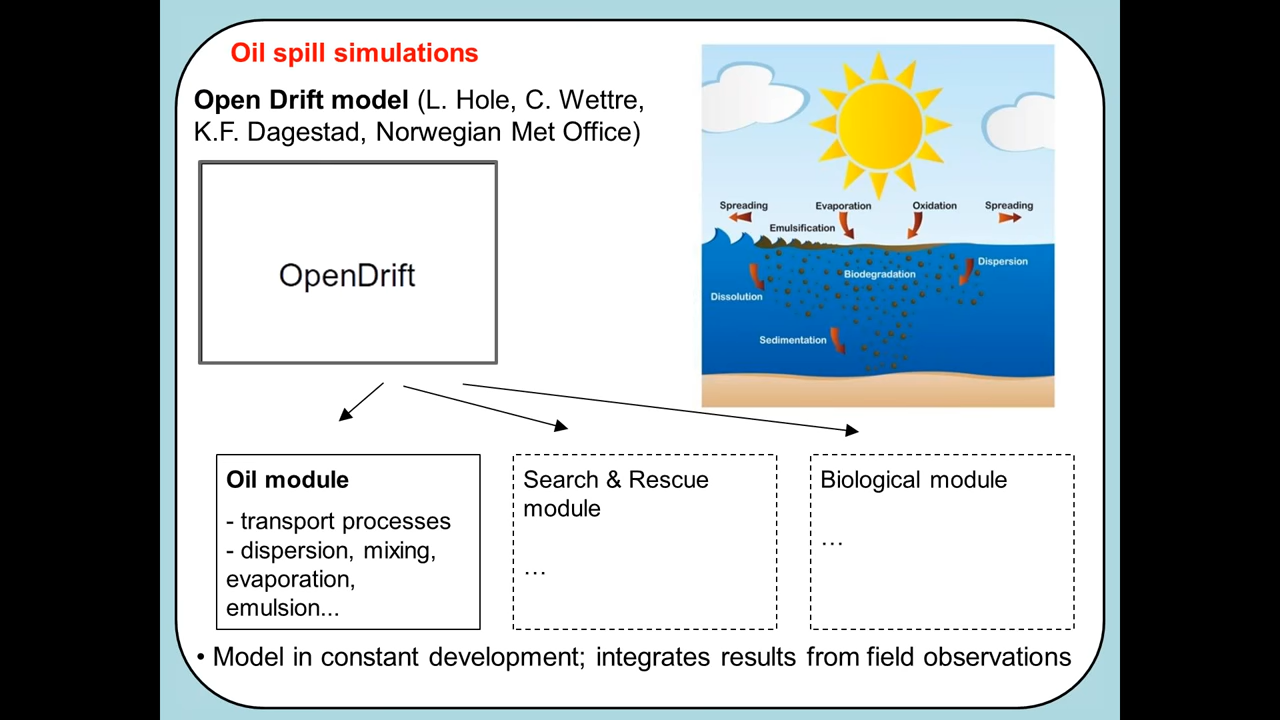 Oil spill simulations
Open Drift model (L. Hole, C. Wettre,
K.F. Dagestad, Norwegian Met Office)
OpenDrift
Spreading
Evaporation
Oxidation
Spreading
Emulsification
Dispersion
Biodegradation
Dissolution
Sedimentation
Oil module
- transport processes
- dispersion, mixing,
evaporation,
emulsion...
Search & Rescue
module
…
Biological module
…
• Model in constant development; integrates results from field observations